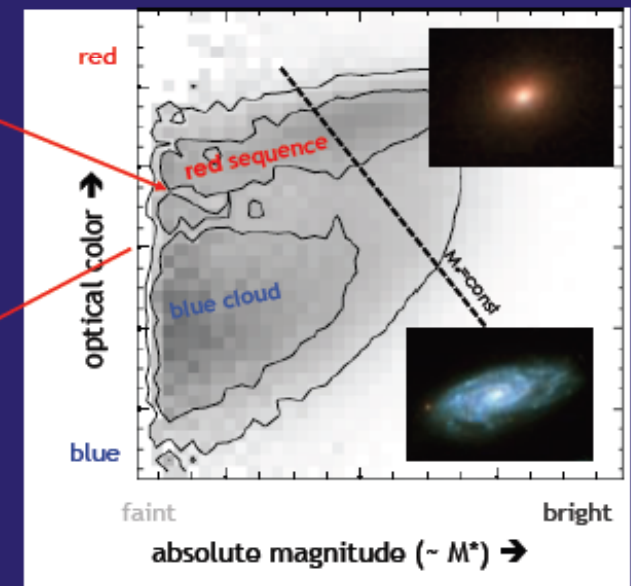 red
red sequence
optical color →
M*=const
blue cloud
blue
faint
bright
absolute magnitude (~ M*) →